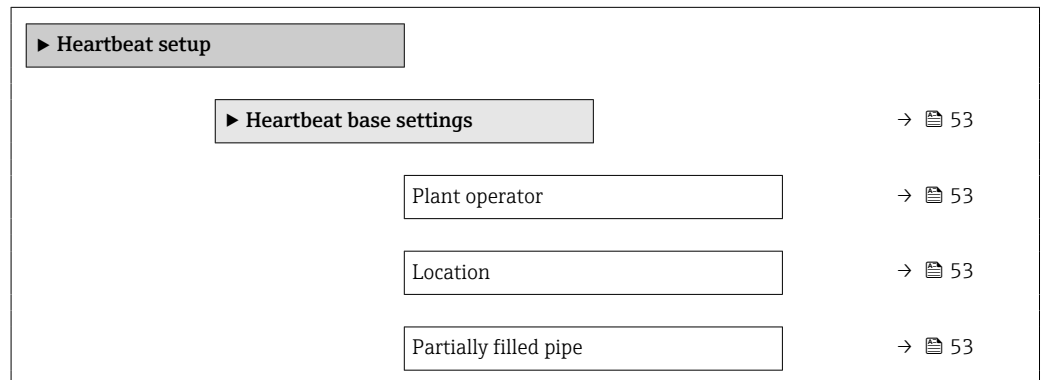 ▶ Heartbeat setup
▶ Heartbeat base settings → 53
Plant operator → 53
Location → 53
Partially filled pipe → 53